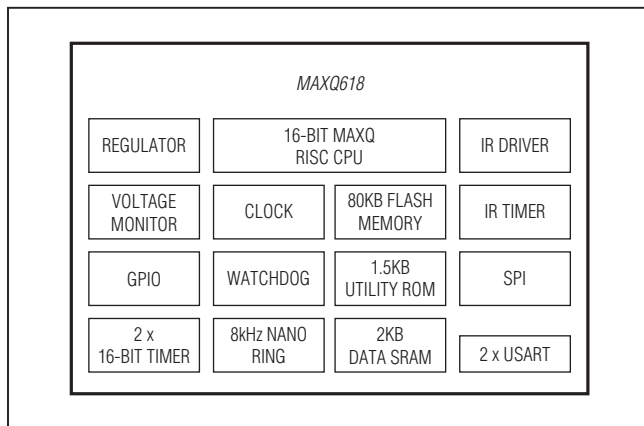 MAXQ618
REGULATOR
16-BIT MAXQ
RISC CPU
IR DRIVER
VOLTAGE
MONITOR
CLOCK
80KB FLASH
MEMORY
IR TIMER
GPIO
WATCHDOG
1.5KB
UTILITY ROM
SPI
2 x
16-BIT TIMER
8kHz NANO
RING
2KB
DATA SRAM
2 x USART